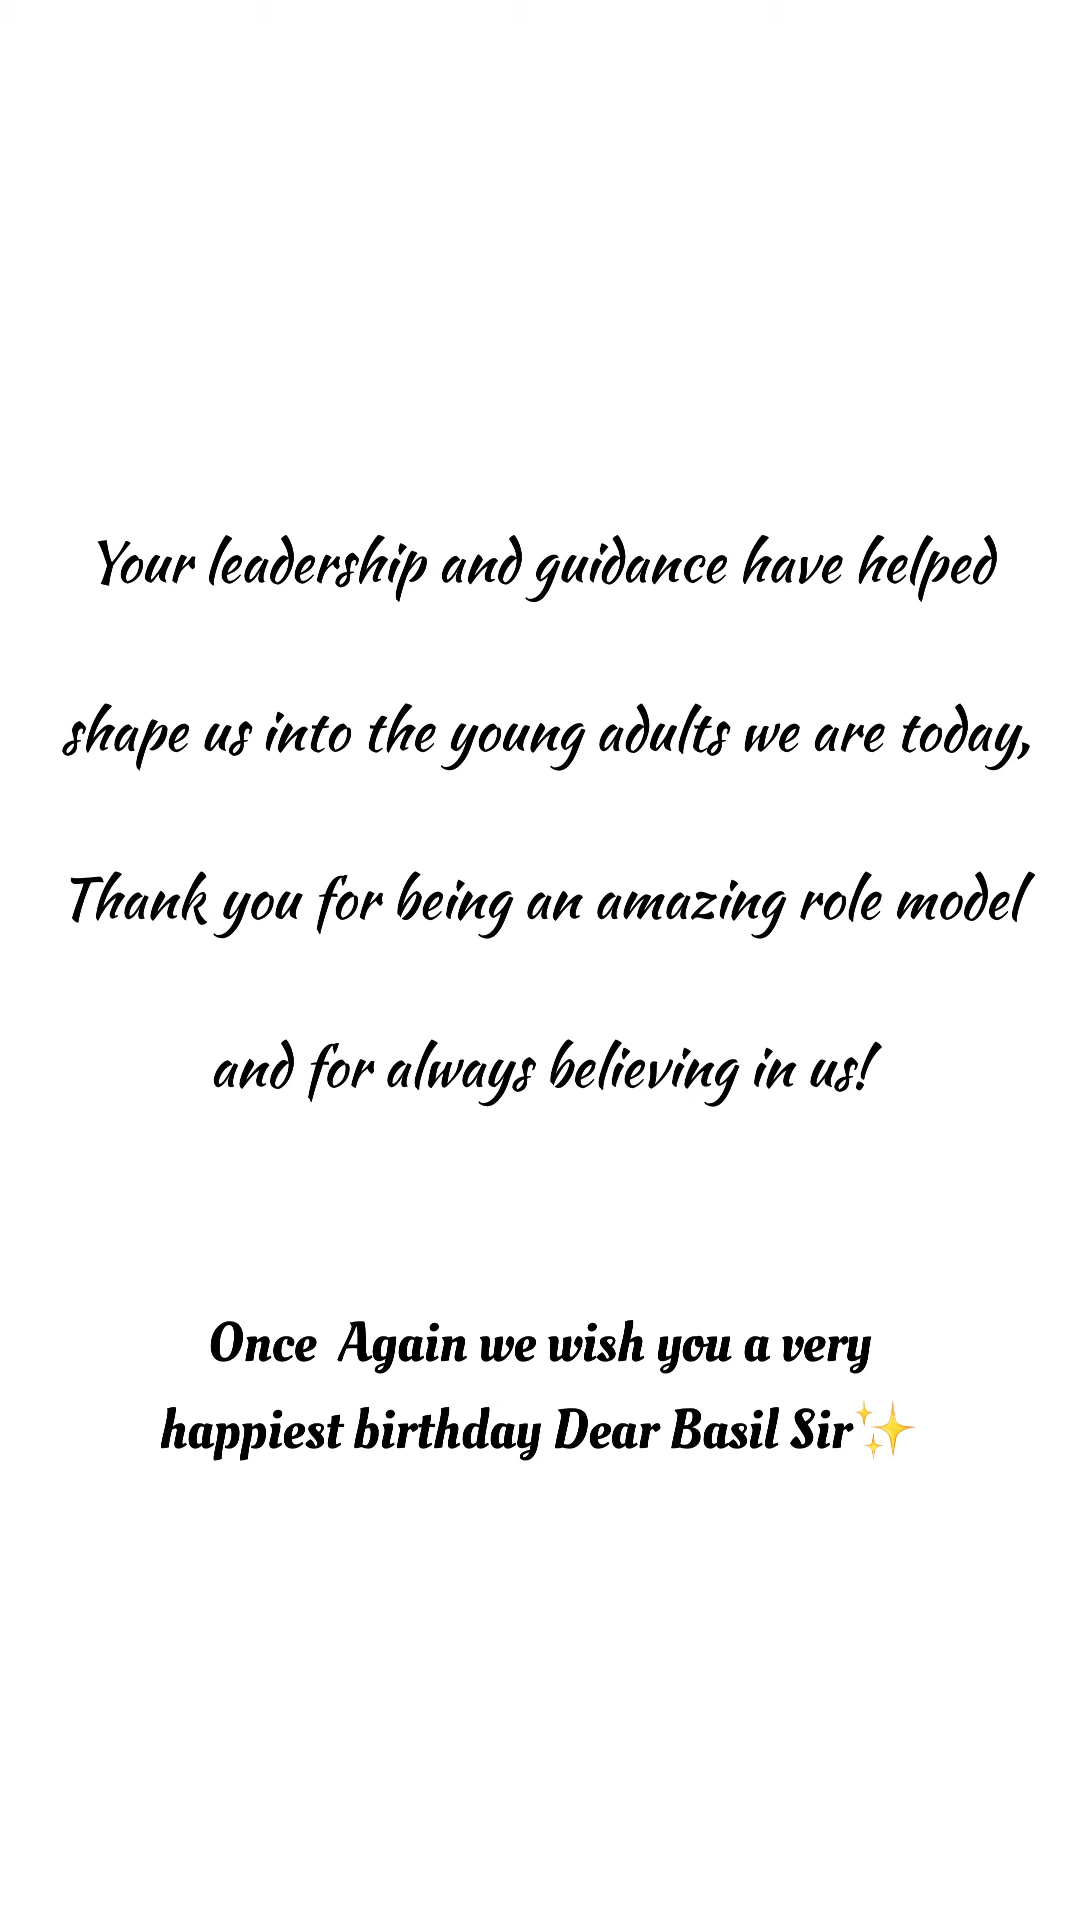 Your leadership and guidance have helped
shape us into the young adults we are today,
Thank you for being an amazing role model
and for always believing in us!
Once  Again we wish you a very
happiest birthday Dear Basil Sir✨